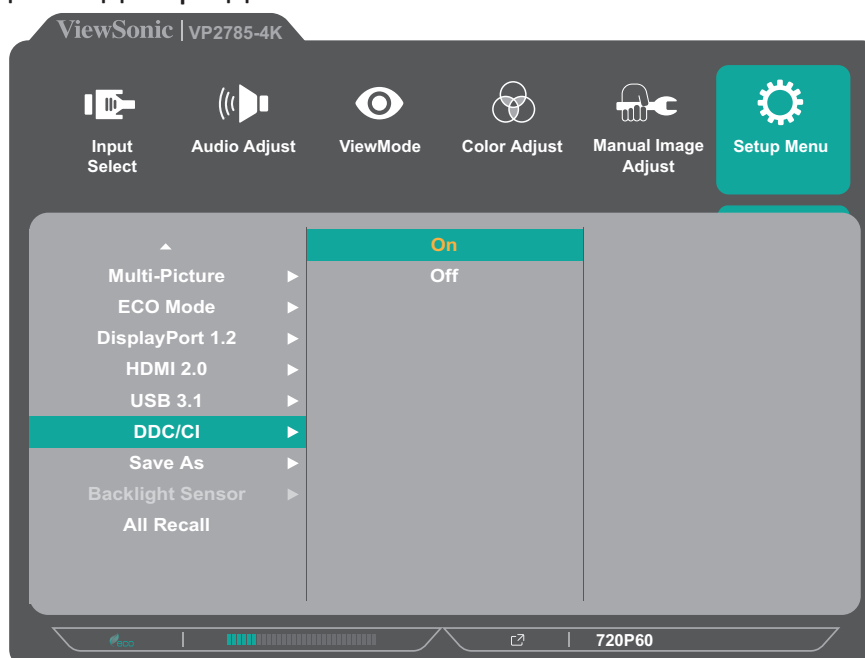 ViewSonic | VP2785-4K
Input
Select
Audio Adjust
ViewMode
Color Adjust
Manual Image
Adjust
Setup Menu
On
Multi-Picture
Off
ECO Mode
DisplayPort 1.2
HDMI 2.0
USB 3.1
DDC/CI
Save As
Backlight Sensor
All Recall
eco
720P60